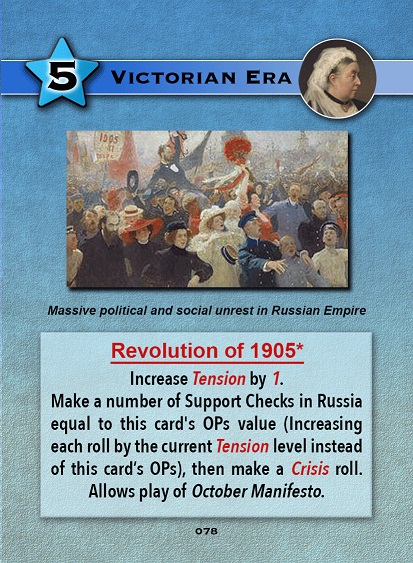 5
VICTORIAN ERA
1905
Massive political and social unrest in Russian Empire
Revolution of 1905*
Increase Tension by 1.
Make a number of Support Checks in Russia
equal to this card's OPs value (Increasing
each roll by the current Tension level instead
of this card's OPs), then make a Crisis roll.
Allows play of October Manifesto.
078